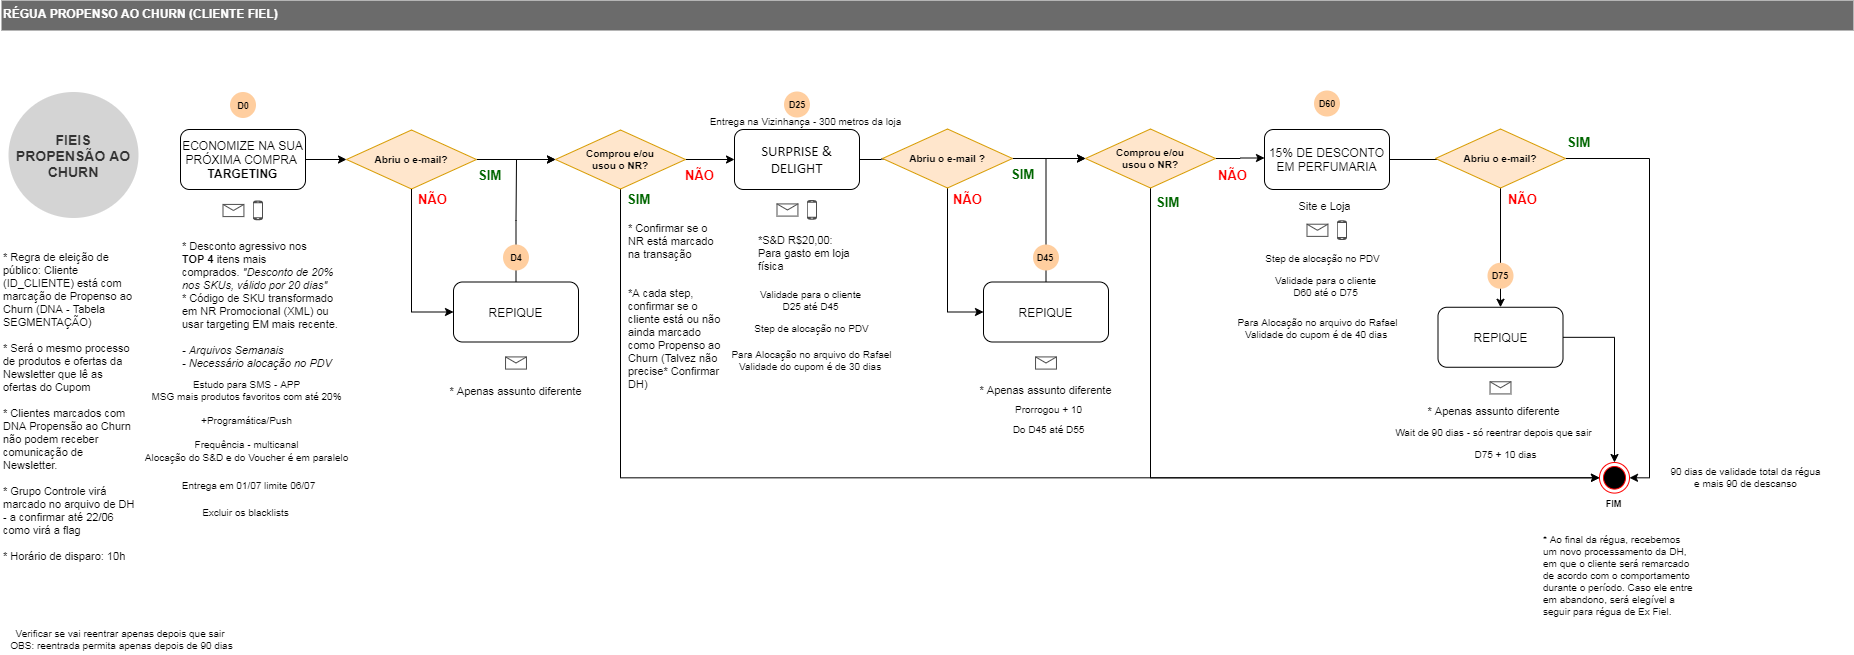 RÉGUA PROPENSO AO CHURN (CLIENTE FIEL)
FIEIS
PROPENSÃO AO
CHURN
* Regra de eleição de
público: Cliente
(ID_CLIENTE) está com
marcação de Propenso ao
Churn (DNA - Tabela
SEGMENTAÇÃO)
* Será o mesmo processo
de produtos e ofertas da
Newsletter que lê as
ofertas do Cupom
* Clientes marcados com
DNA Propensão ao Churn
não podem receber
comunicação de
Newsletter.
* Grupo Controle virá
marcado no arquivo de DH
- a confirmar até 22/06
como virá a flag
* Horário de disparo: 10h
Verificar se vai reentrar apenas depois que sair
OBS: reentrada permita apenas depois de 90 dias
D0
ECONOMIZE NA SUA
PRÓXIMA COMPRA
TARGETING
* Desconto agressivo nos
TOP 4 itens mais
comprados. "Desconto de 20%
nos SKUs, válido por 20 dias"
* Código de SKU transformado
em NR Promocional (XML) ou
usar targeting EM mais recente.
- Arquivos Semanais
- Necessário alocação no PDV
Estudo para SMS - APP
MSG mais produtos favoritos com até 20%
+Programática/Push
Frequência - multicanal
Alocação do S&D e do Voucher é em paralelo
Entrega em 01/07 limite 06/07
Excluir os blacklists
Abriu o e-mail?
SIM
NÃO
D4
REPIQUE
* Apenas assunto diferente
Comprou e/ou
usou o NR?
NÃO
SIM
* Confirmar se o
NR está marcado
na transação
*A cada step,
confirmar se o
cliente está ou não
ainda marcado
como Propenso ao
Churn (Talvez não
precise* Confirmar
DH)
D25
Entrega na Vizinhança - 300 metros da loja
SURPRISE &
DELIGHT
*S&D R$20,00:
Para gasto em loja
física
Validade para o cliente
D25 até D45
Step de alocação no PDV
Para Alocação no arquivo do Rafael
Validade do cupom é de 30 dias
Abriu o e-mail ?
SIM
NÃO
D45
REPIQUE
* Apenas assunto diferente
Prorrogou + 10
Do D45 até D55
Comprou e/ou
usou o NR?
NÃO
SIM
D60
15% DE DESCONTO
EM PERFUMARIA
Site e Loja
Step de alocação no PDV
Validade para o cliente
D60 até o D75
Para Alocação no arquivo do Rafael
Validade do cupom é de 40 dias
Abriu o e-mail?
SIM
NÃO
D75
REPIQUE
* Apenas assunto diferente
Wait de 90 dias - só reentrar depois que sair
D75 + 10 dias
FIM
90 dias de validade total da régua
e mais 90 de descanso
* Ao final da régua, recebemos
um novo processamento da DH,
em que o cliente será remarcado
de acordo com o comportamento
durante o período. Caso ele entre
em abandono, será elegível a
seguir para régua de Ex Fiel.